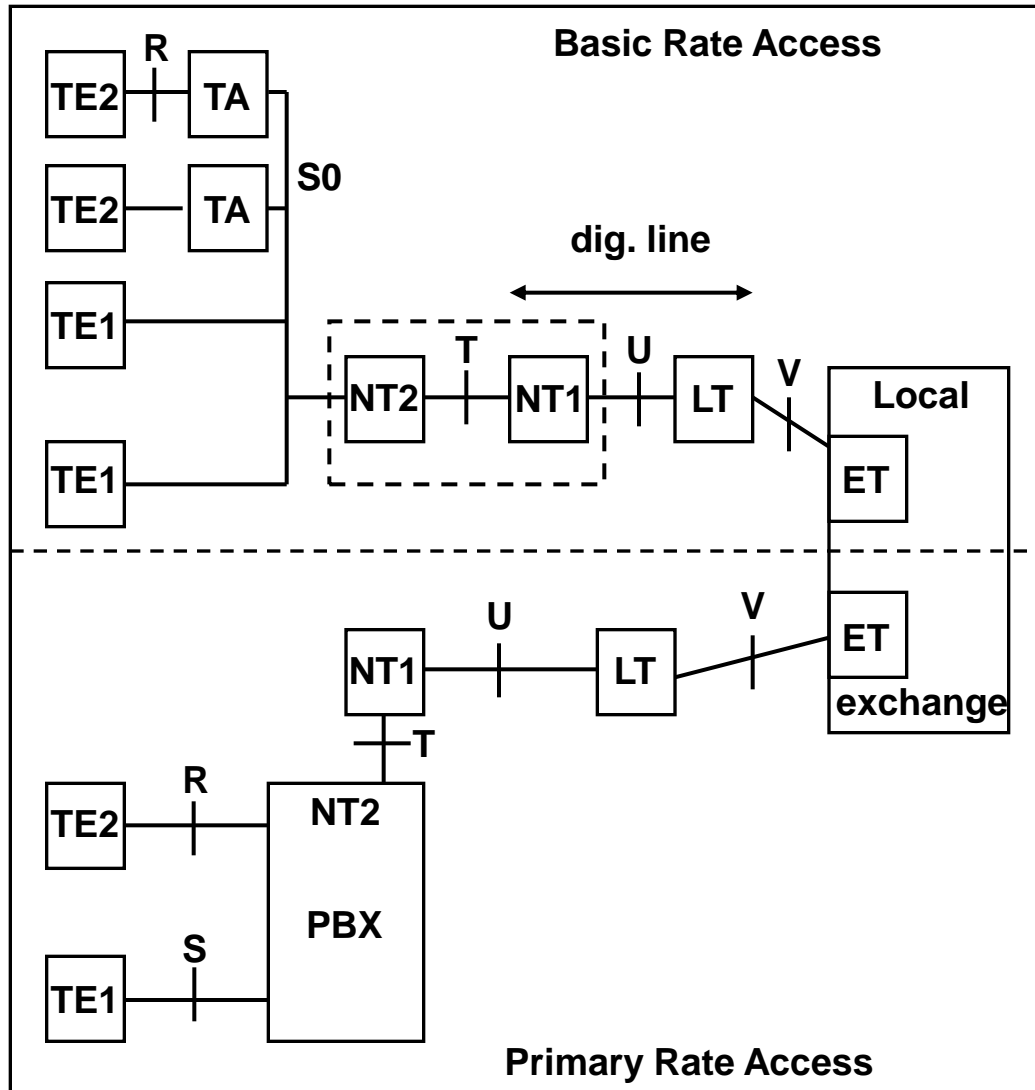 Basic Rate Access
R
TE2
TA
S0
TE2
TA
dig. line
TE1
T
U
V
NT2
NT1
LT
Local
TE1
ET
U
V
ET
NT1
LT
exchange
T
R
NT2
TE2
PBX
S
TE1
Primary Rate Access